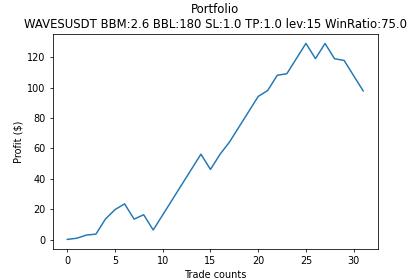 Portfolio
WAVESUSDT BBM:2.6 BBL:180 SL:1.0 TP:1.0 lev:15 WinRatio:75.0
120
100
80
60
40
20
0
Profit ($)
0 5 10 15 20 25 30
Trade counts